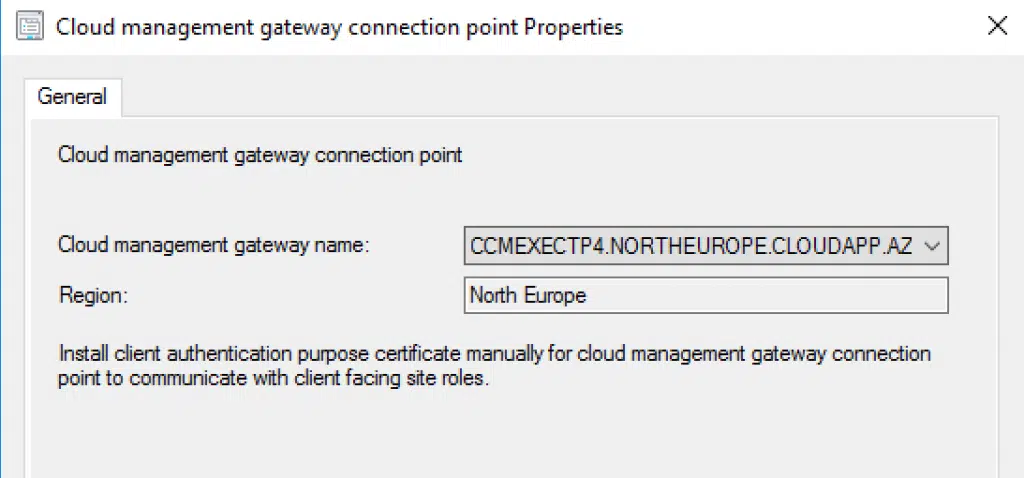 Cloud management gateway connection point Properties
General
Cloud management gateway connection point
Cloud management gateway name:
CCMEXECTP4.NORTHEUROPE.CLOUDAPP.AZ
Region:
North Europe
Install client authentication purpose certificate manually for cloud management gateway connection
point to communicate with client facing site roles.